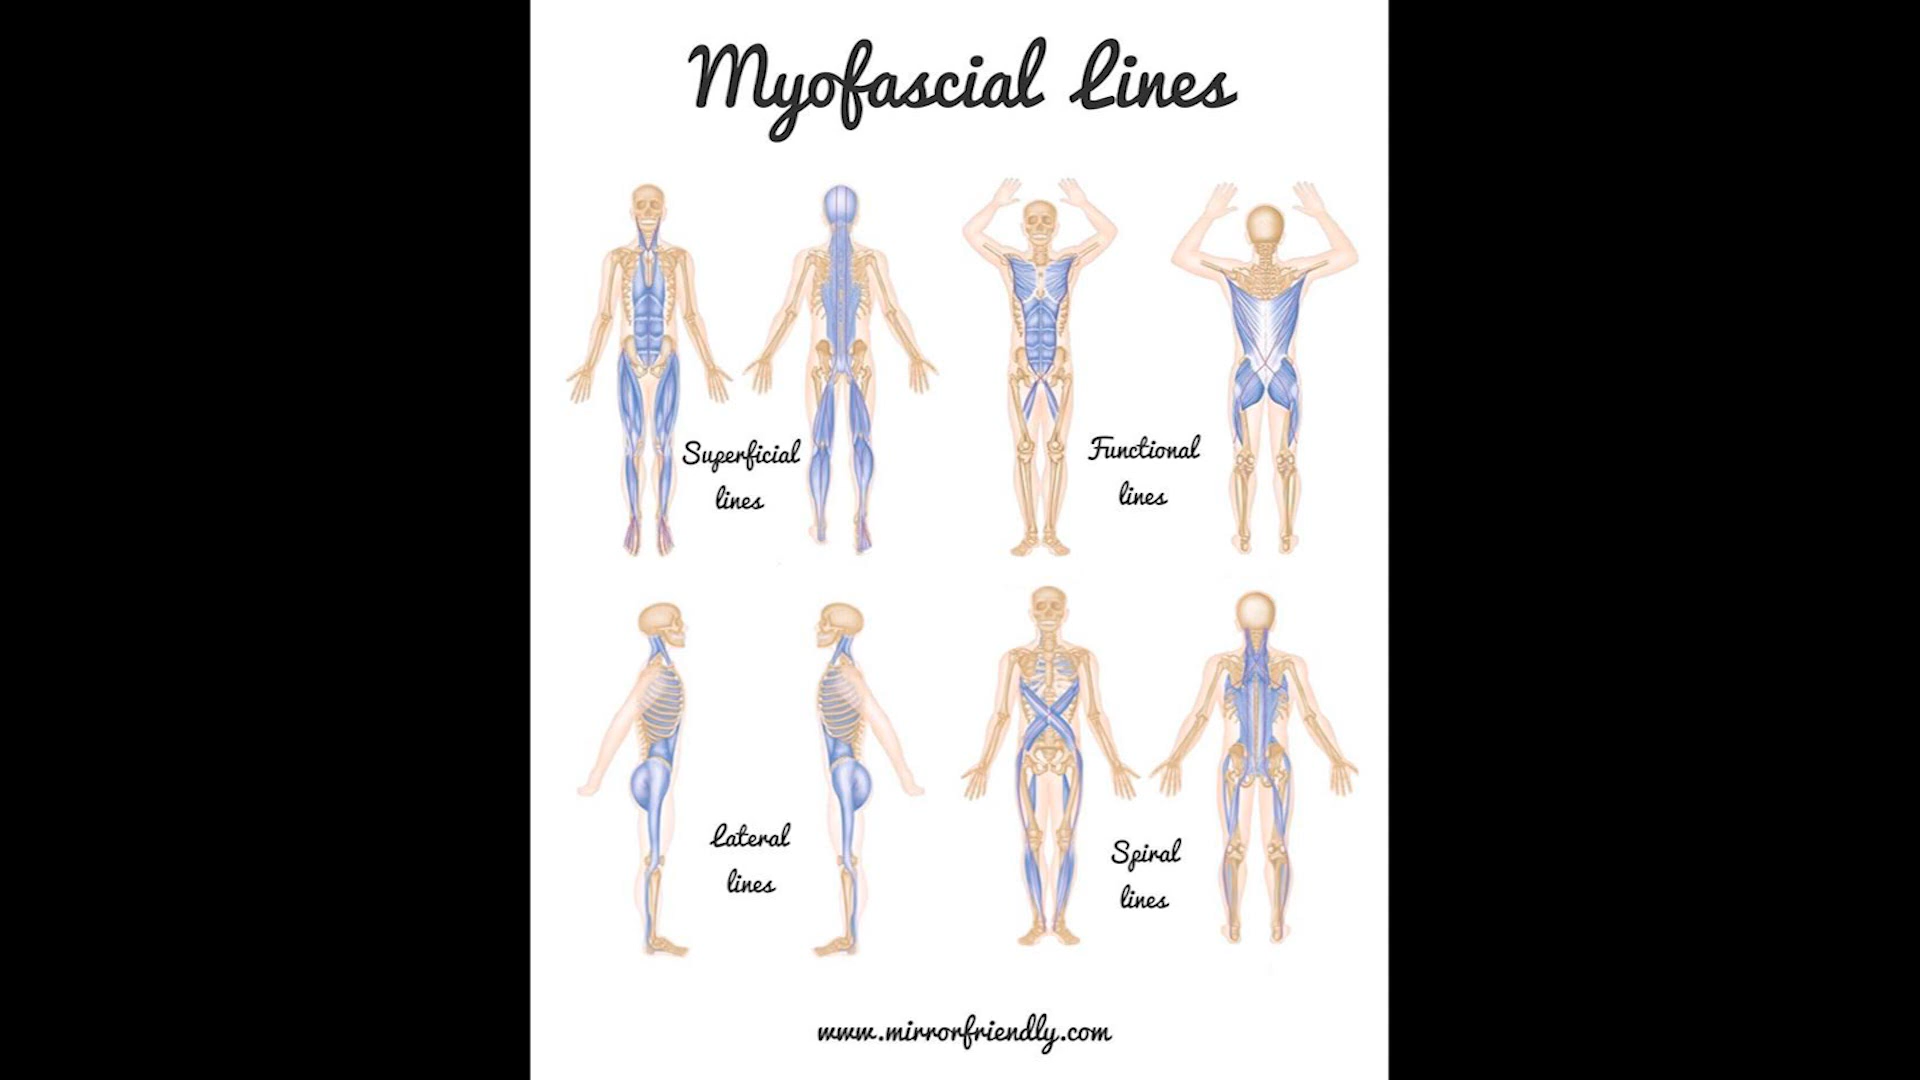 Myofascial Lines
Superficial
lines
Functional
lines
Lateral
lines
Spiral
lines
www.mirrorfriendly.com